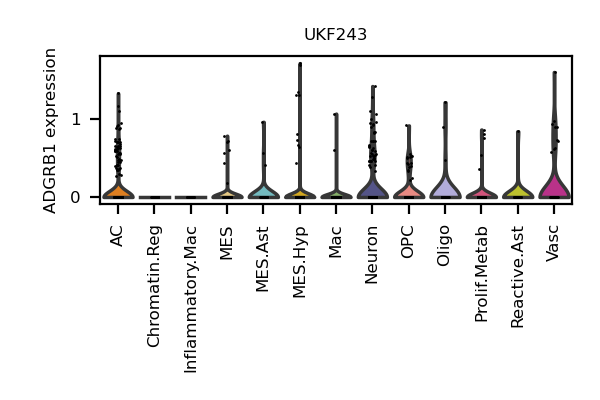 UKF243
ADGRB1 expression
1
0
AC
Chromatin.Reg
Inflammatory.Mac
MES
MES.Ast
MES.Hyp
Mac
Neuron
OPC
Oligo
Prolif.Metab
Reactive.Ast
Vasc